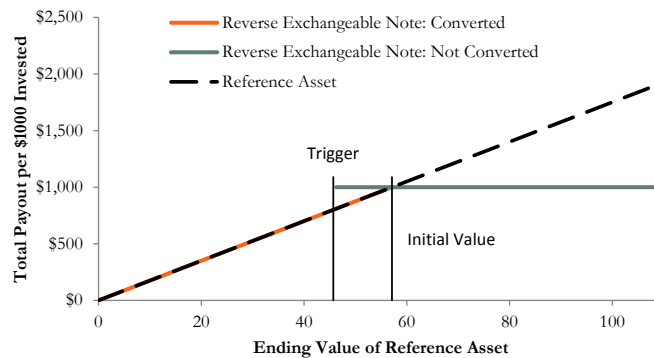 $2,500
Reverse Exchangeable Note: Converted
Reverse Exchangeable Note: Not Converted
$2,000
Reference Asset
$1,500
Trigger
$1,000
$500
Initial Value
$0
0 20 40 60 80 100
Total Payout per $1000 Invested
Ending Value of Reference Asset